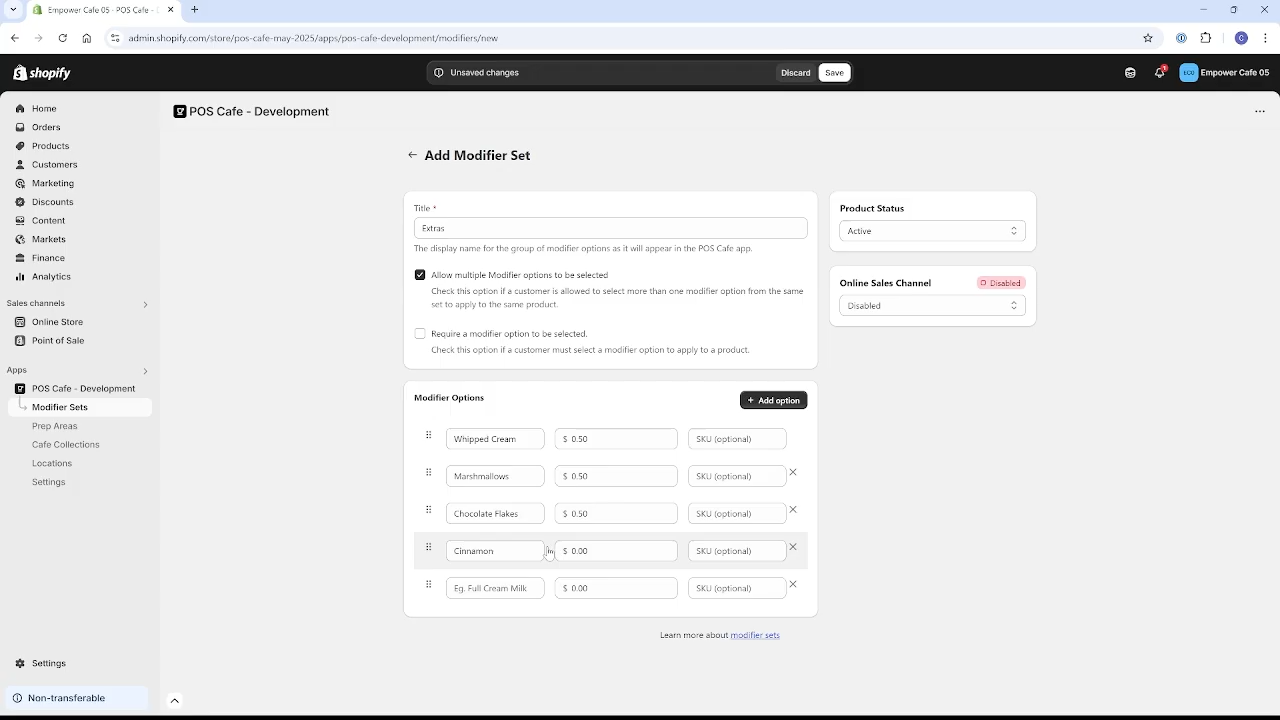 Empower Cafe 05 - POS Cafe - D
admin.shopify.com/store/pos-cafe-may-2025/apps/pos-cafe-development/modifiers/new
C
shopify
Unsaved changes
Discard
Save
1
EC0
Empower Cafe 05
Home
Orders
Products
Customers
Marketing
Discounts
Content
Markets
Finance
Analytics
Sales channels
Online Store
Point of Sale
Apps
POS Cafe - Development
Modifier Sets
Prep Areas
Cafe Collections
Locations
Settings
Settings
Non-transferable
POS Cafe - Development
Add Modifier Set
Title *
Extras
The display name for the group of modifier options as it will appear in the POS Cafe app.
Allow multiple Modifier options to be selected
Check this option if a customer is allowed to select more than one modifier option from the same
set to apply to the same product.
Require a modifier option to be selected.
Check this option if a customer must select a modifier option to apply to a product.
Product Status
Active
Online Sales Channel
Disabled
Disabled
Modifier Options
+ Add option
Whipped Cream $ 0.50 SKU (optional)
Marshmallows $ 0.50 SKU (optional)
Chocolate Flakes $ 0.50 SKU (optional)
Cinnamon $ 0.00 SKU (optional)
Eg. Full Cream Milk $ 0.00 SKU (optional)
Learn more about modifier sets